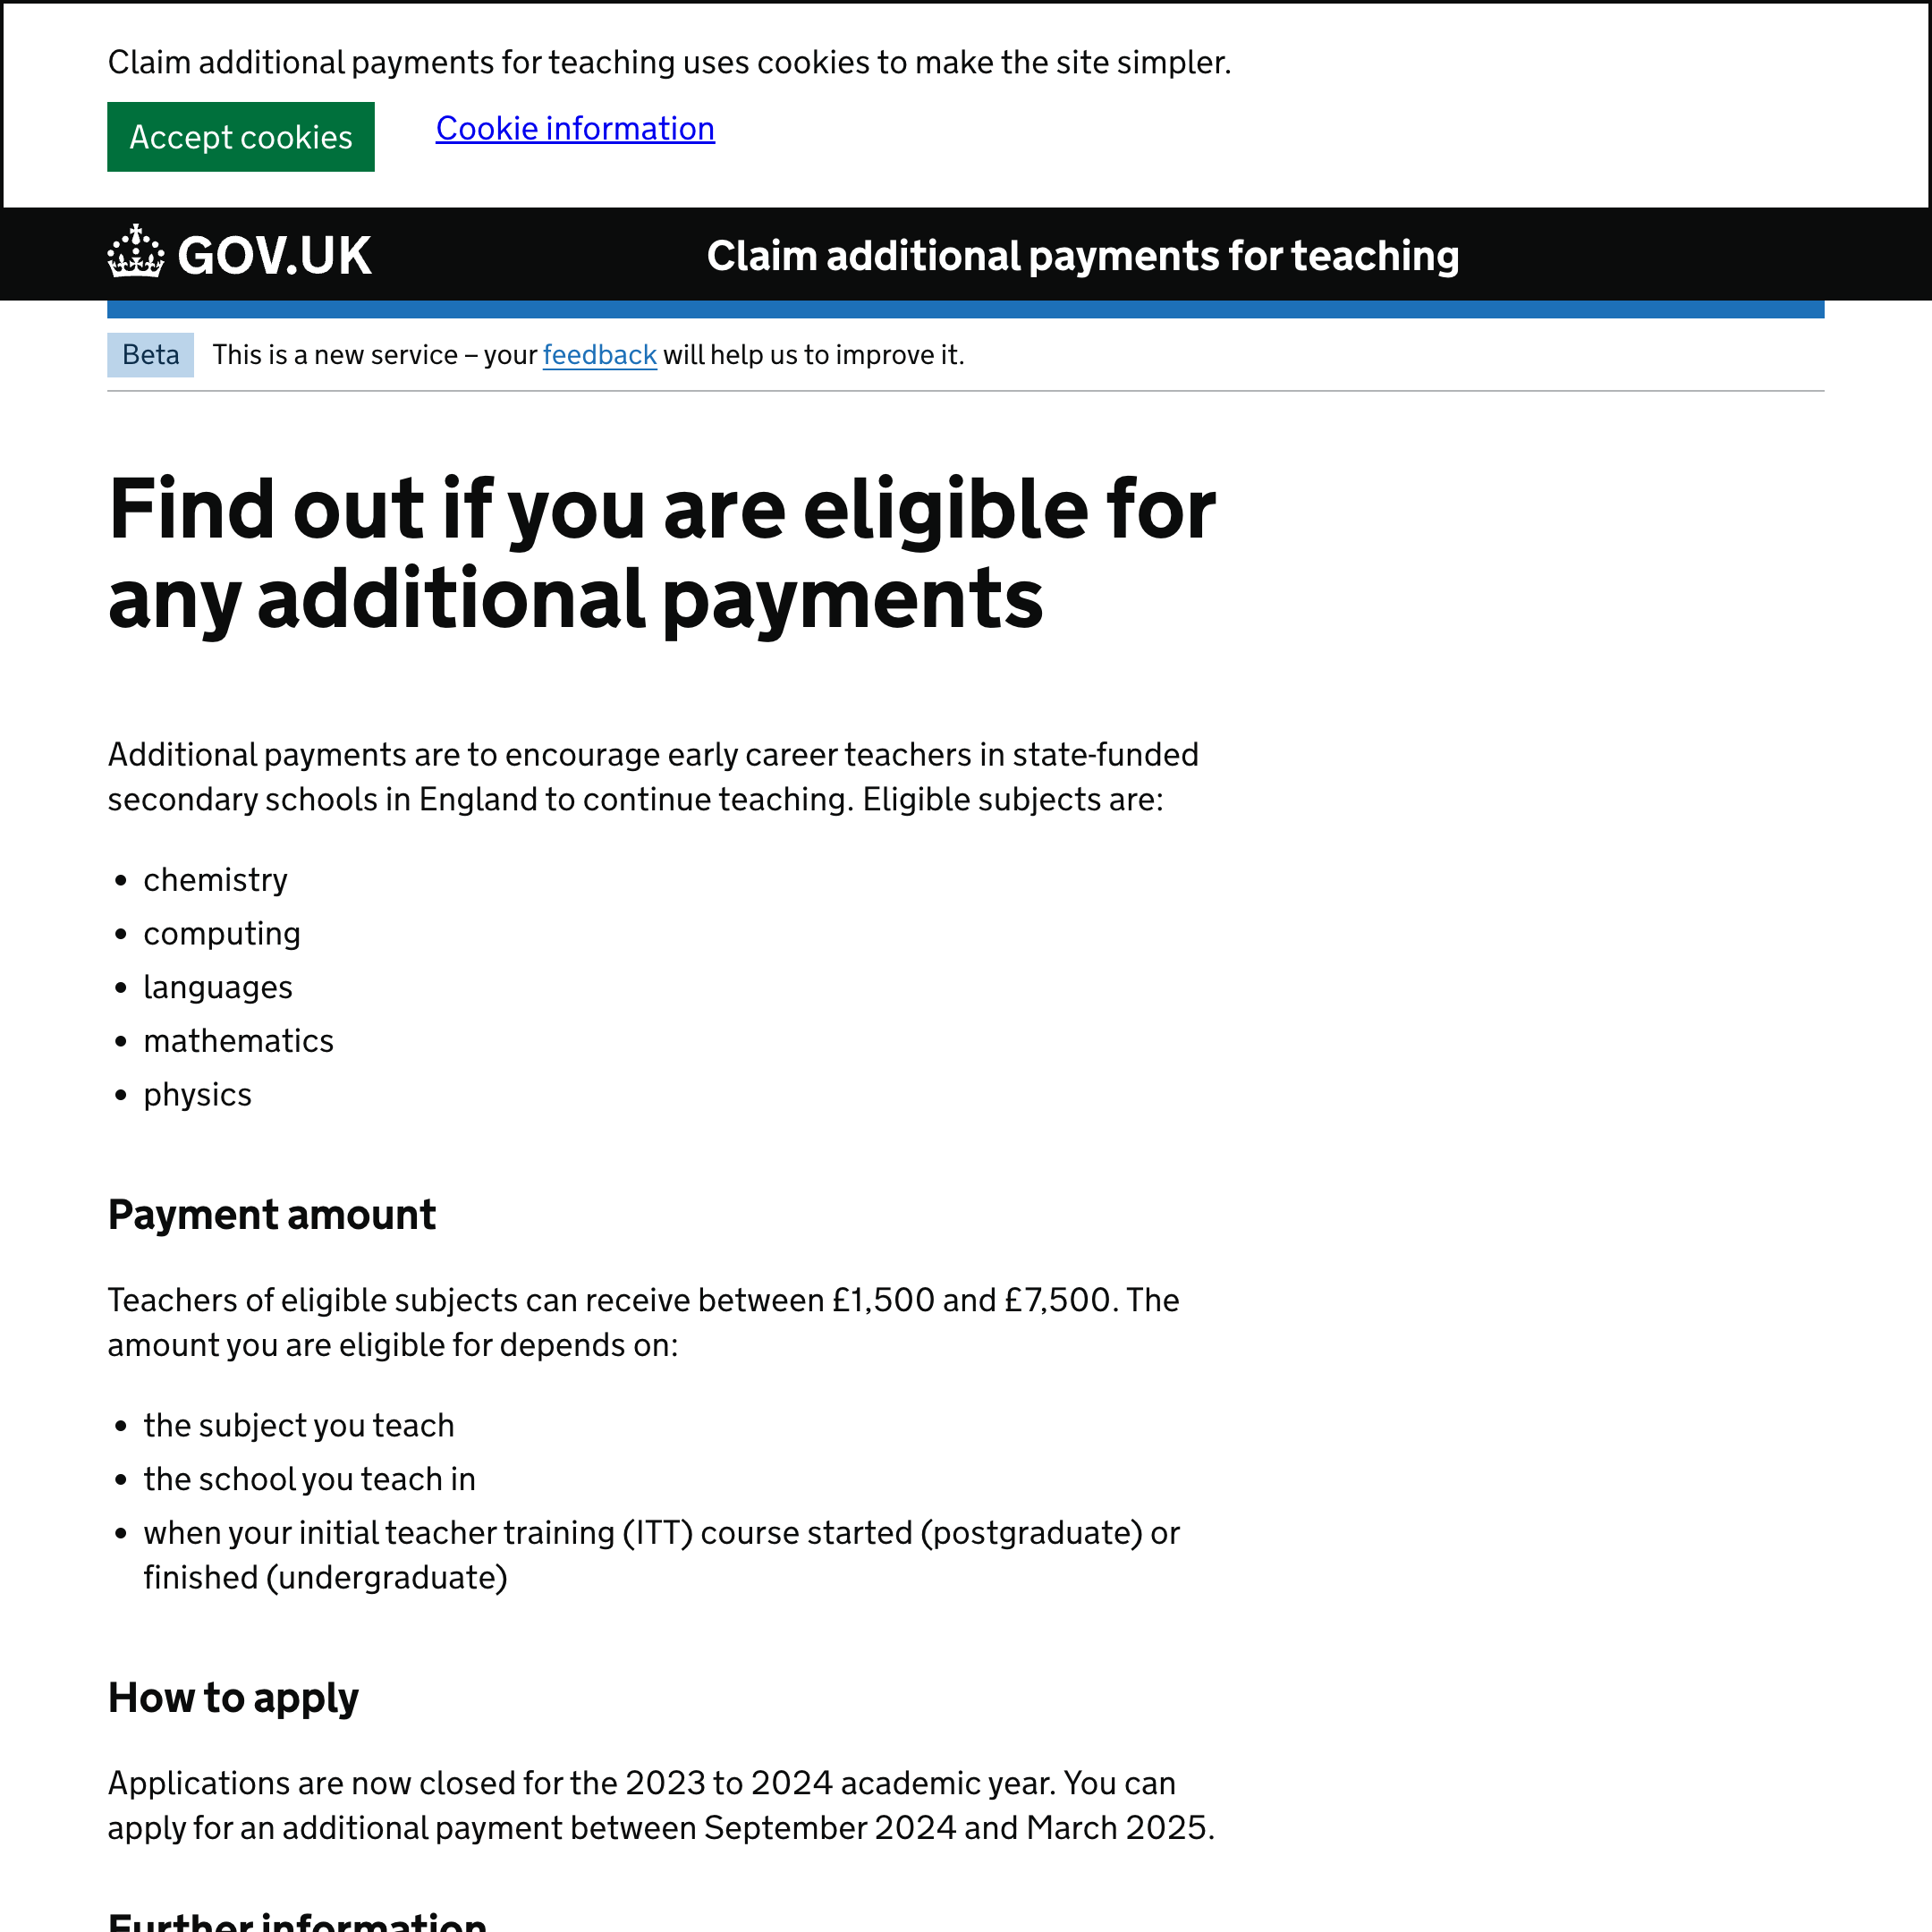 Claim additional payments for teaching uses cookies to make the site simpler.
Accept cookies
Cookie information
GOV.UK
Claim additional payments for teaching
Beta
This is a new service – your feedback will help us to improve it.
Find out if you are eligible for
any additional payments
Additional payments are to encourage early career teachers in state-funded
secondary schools in England to continue teaching. Eligible subjects are:
• chemistry
• computing
• languages
• mathematics
• physics
Payment amount
Teachers of eligible subjects can receive between £1,500 and £7,500. The
amount you are eligible for depends on:
• the subject you teach
• the school you teach in
• when your initial teacher training (ITT) course started (postgraduate) or
finished (undergraduate)
How to apply
Applications are now closed for the 2023 to 2024 academic year. You can
apply for an additional payment between September 2024 and March 2025.
Further information